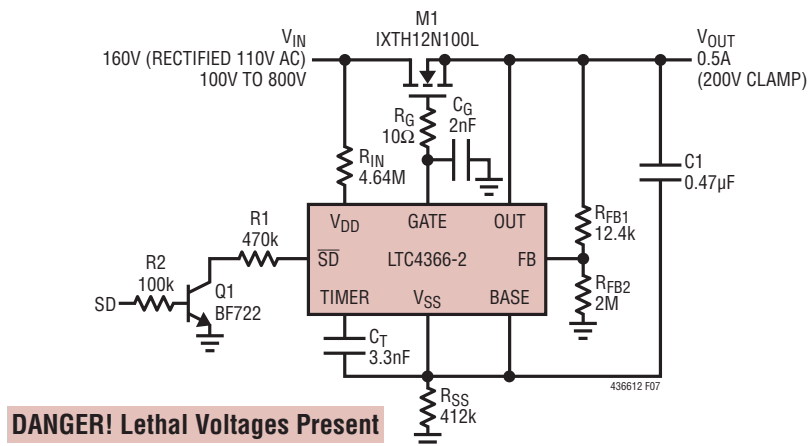 M1
IXTH12N100L
V_IN
160V (RECTIFIED 110V AC)
100V TO 800V
V_OUT
0.5A
(200V CLAMP)
R_G
10Ω
C_G
2nF
R_IN
4.64M
C1
0.47µF
R_FB1
12.4k
R_FB2
2M
V_DD
GATE
OUT
SD
LTC4366-2
FB
TIMER
V_SS
BASE
R1
470k
R2
100k
SD
Q1
BF722
C_T
3.3nF
R_SS
412k
436612 F07
DANGER! Lethal Voltages Present